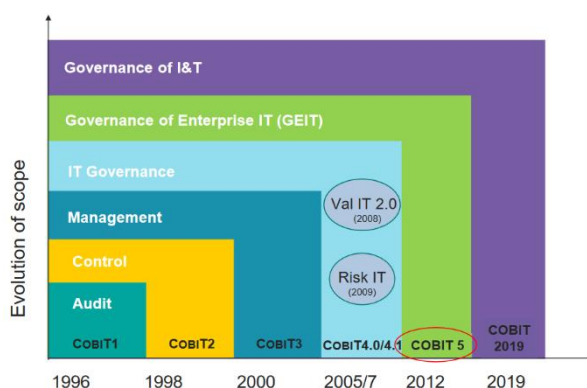 Governance of I&T
Governance of Enterprise IT (GEIT)
IT Governance
Val IT 2.0
(2008)
Management
Control
Risk IT
(2009)
Audit
COBIT1
COBIT2
COBIT3
COBIT4.0/4.1
COBIT 5
COBIT
2019
Evolution of scope
1996
1998
2000
2005/7
2012
2019